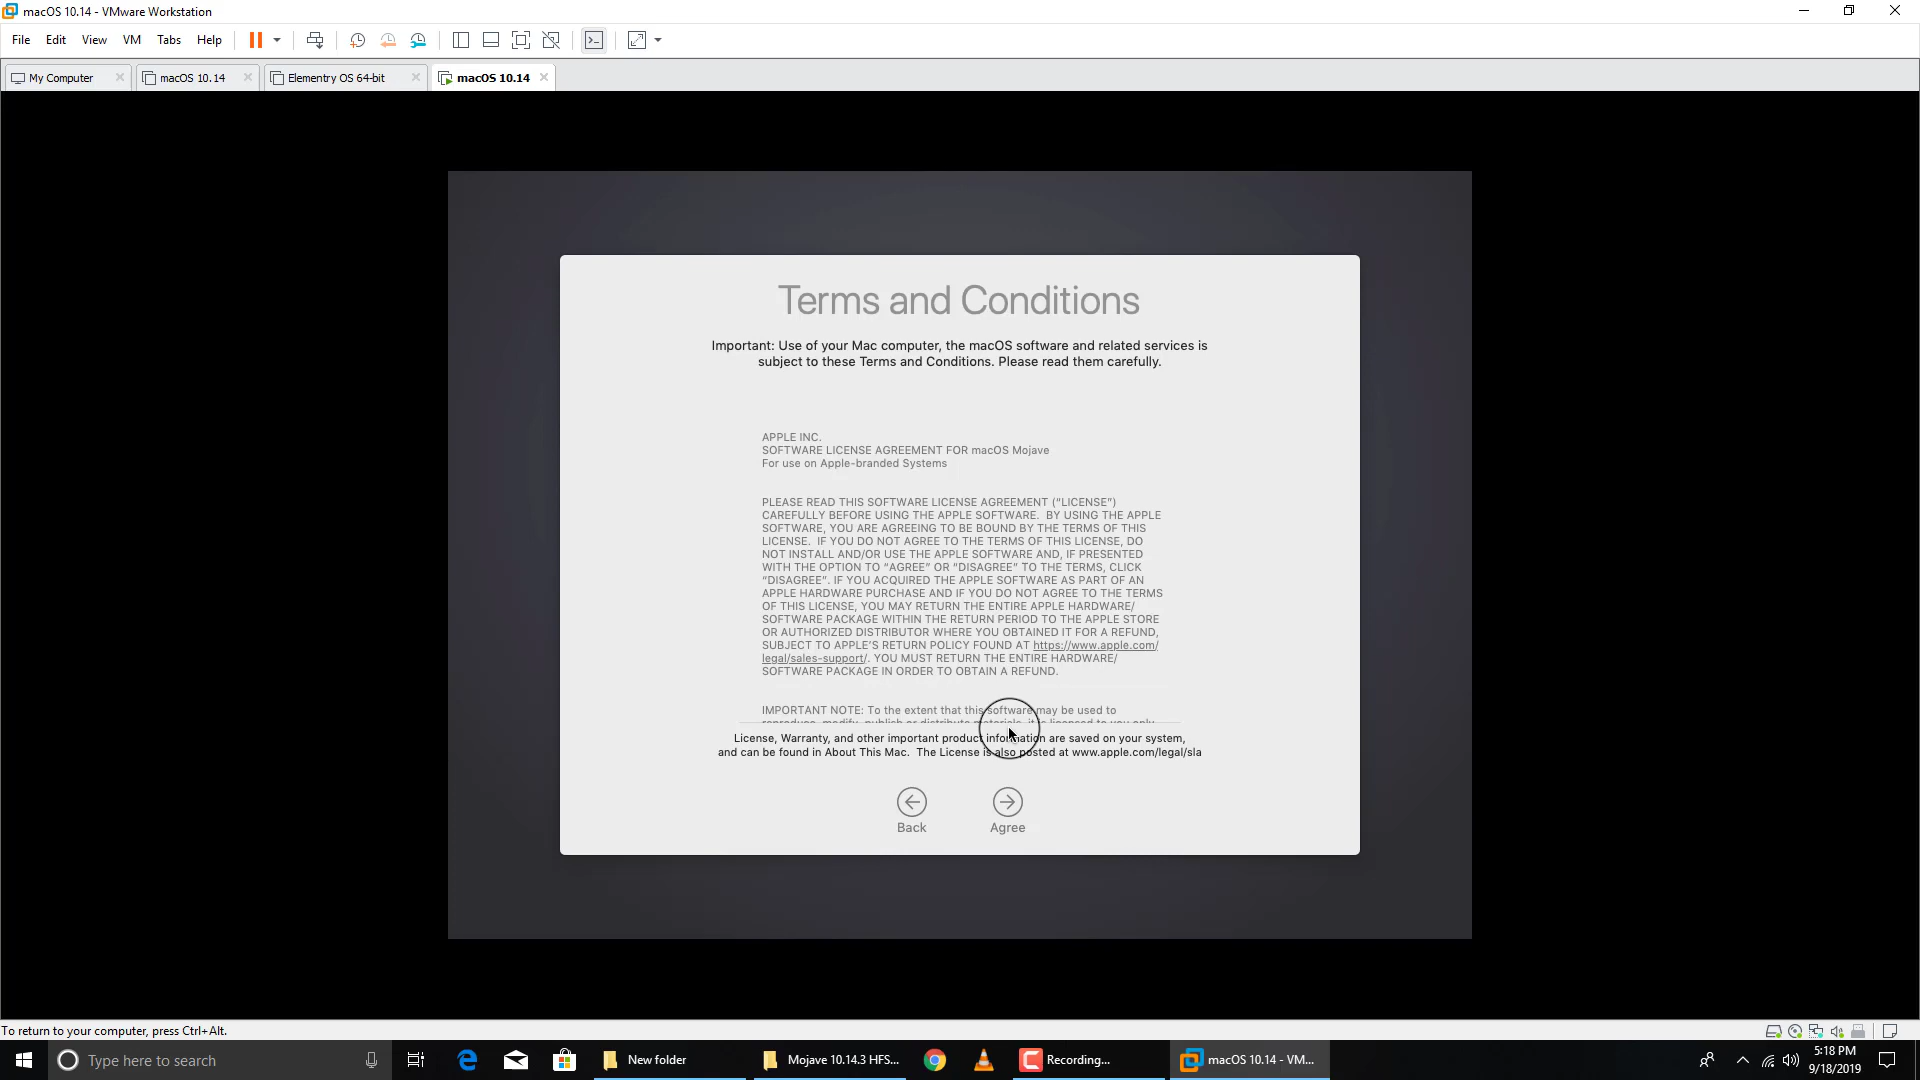 macOS 10.14 - VMware Workstation
File Edit View VM Tabs Help
My Computer macOS 10.14 Elementry OS 64-bit macOS 10.14
Terms and Conditions
Important: Use of your Mac computer, the macOS software and related services is
subject to these Terms and Conditions. Please read them carefully.
APPLE INC.
SOFTWARE LICENSE AGREEMENT FOR macOS Mojave
For use on Apple-branded Systems
PLEASE READ THIS SOFTWARE LICENSE AGREEMENT (“LICENSE”)
CAREFULLY BEFORE USING THE APPLE SOFTWARE. BY USING THE APPLE
SOFTWARE, YOU ARE AGREEING TO BE BOUND BY THE TERMS OF THIS
LICENSE. IF YOU DO NOT AGREE TO THE TERMS OF THIS LICENSE, DO
NOT INSTALL AND/OR USE THE APPLE SOFTWARE AND, IF PRESENTED
WITH THE OPTION TO “AGREE” OR “DISAGREE” TO THE TERMS, CLICK
“DISAGREE”. IF YOU ACQUIRED THE APPLE SOFTWARE AS PART OF AN
APPLE HARDWARE PURCHASE AND IF YOU DO NOT AGREE TO THE TERMS
OF THIS LICENSE, YOU MAY RETURN THE ENTIRE APPLE HARDWARE/
SOFTWARE PACKAGE WITHIN THE RETURN PERIOD TO THE APPLE STORE
OR AUTHORIZED DISTRIBUTOR WHERE YOU OBTAINED IT FOR A REFUND,
SUBJECT TO APPLE’S RETURN POLICY FOUND AT https://www.apple.com/
legal/sales-support/. YOU MUST RETURN THE ENTIRE HARDWARE/
SOFTWARE PACKAGE IN ORDER TO OBTAIN A REFUND.
IMPORTANT NOTE: To the extent that this software may be used to
reproduce, modify, publish or distribute materials, it is licensed to you only
License, Warranty, and other important product information are saved on your system,
and can be found in About This Mac. The License is also posted at www.apple.com/legal/sla
Back Agree
To return to your computer, press Ctrl+Alt.
Type here to search New folder Mojave 10.14.3 HFS... Recording... macOS 10.14 - VM... 5:18 PM
9/18/2019